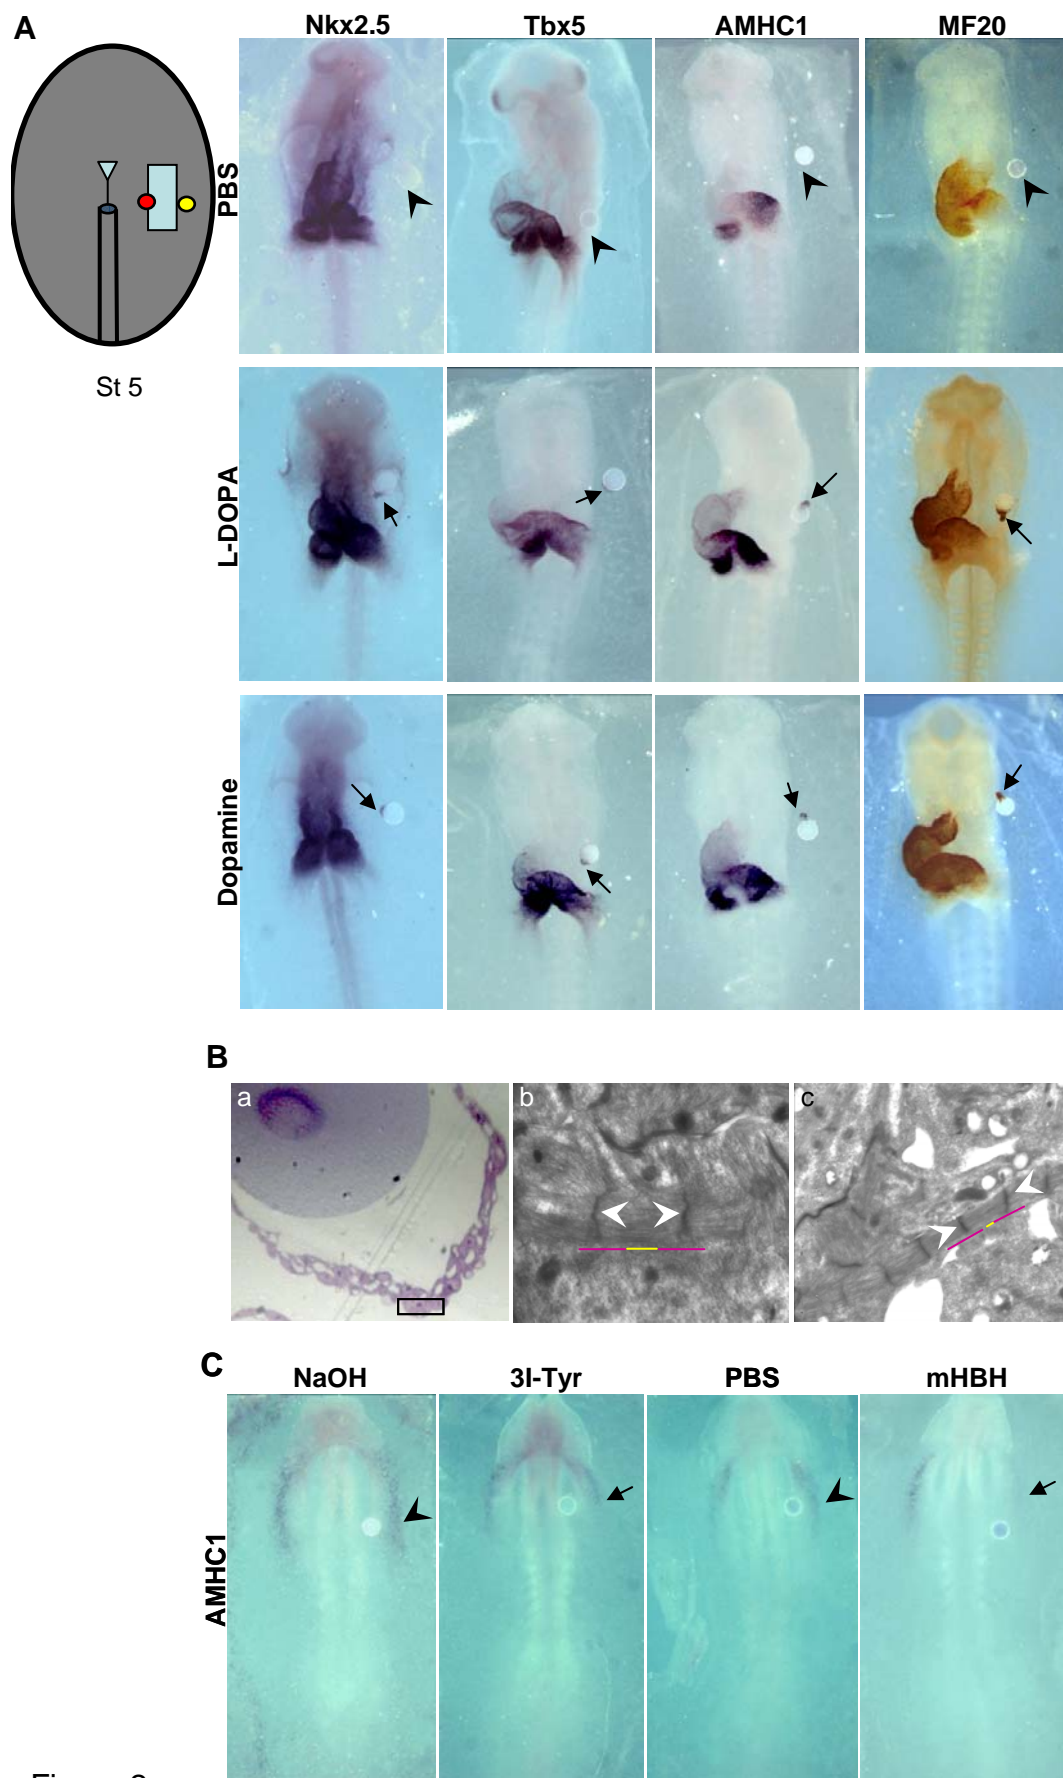 A
Nkx2.5
Tbx5
AMHC1
MF20
PBS
St 5
L-DOPA
Dopamine
B
a
b
c
C
NaOH
3I-Tyr
PBS
mHBH
AMHC1